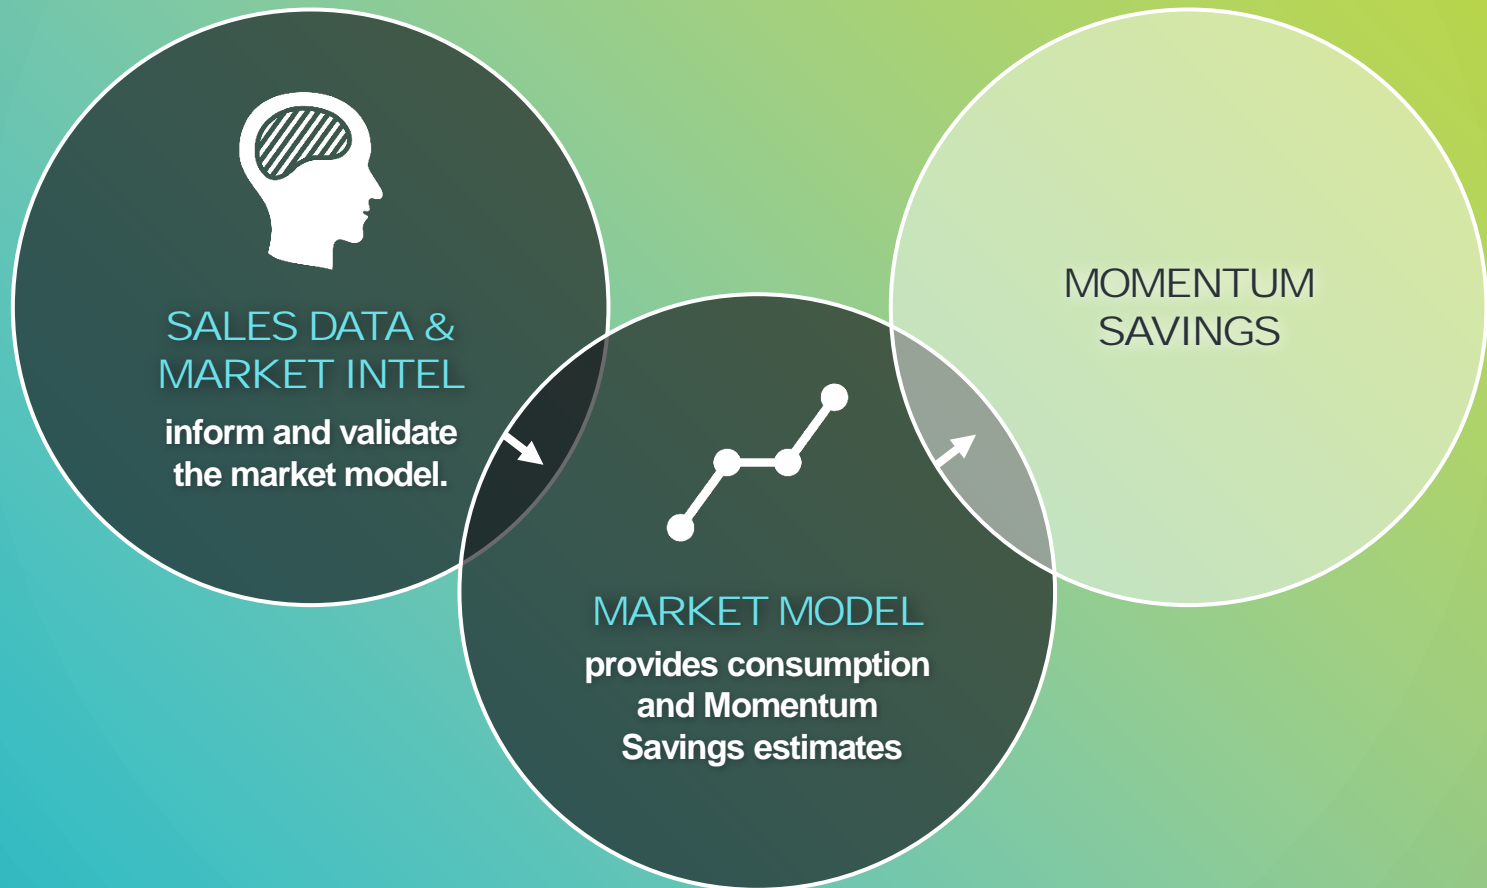 SALES DATA &
MARKET INTEL
inform and validate
the market model.
MARKET MODEL
provides consumption
and Momentum
Savings estimates
MOMENTUM
SAVINGS